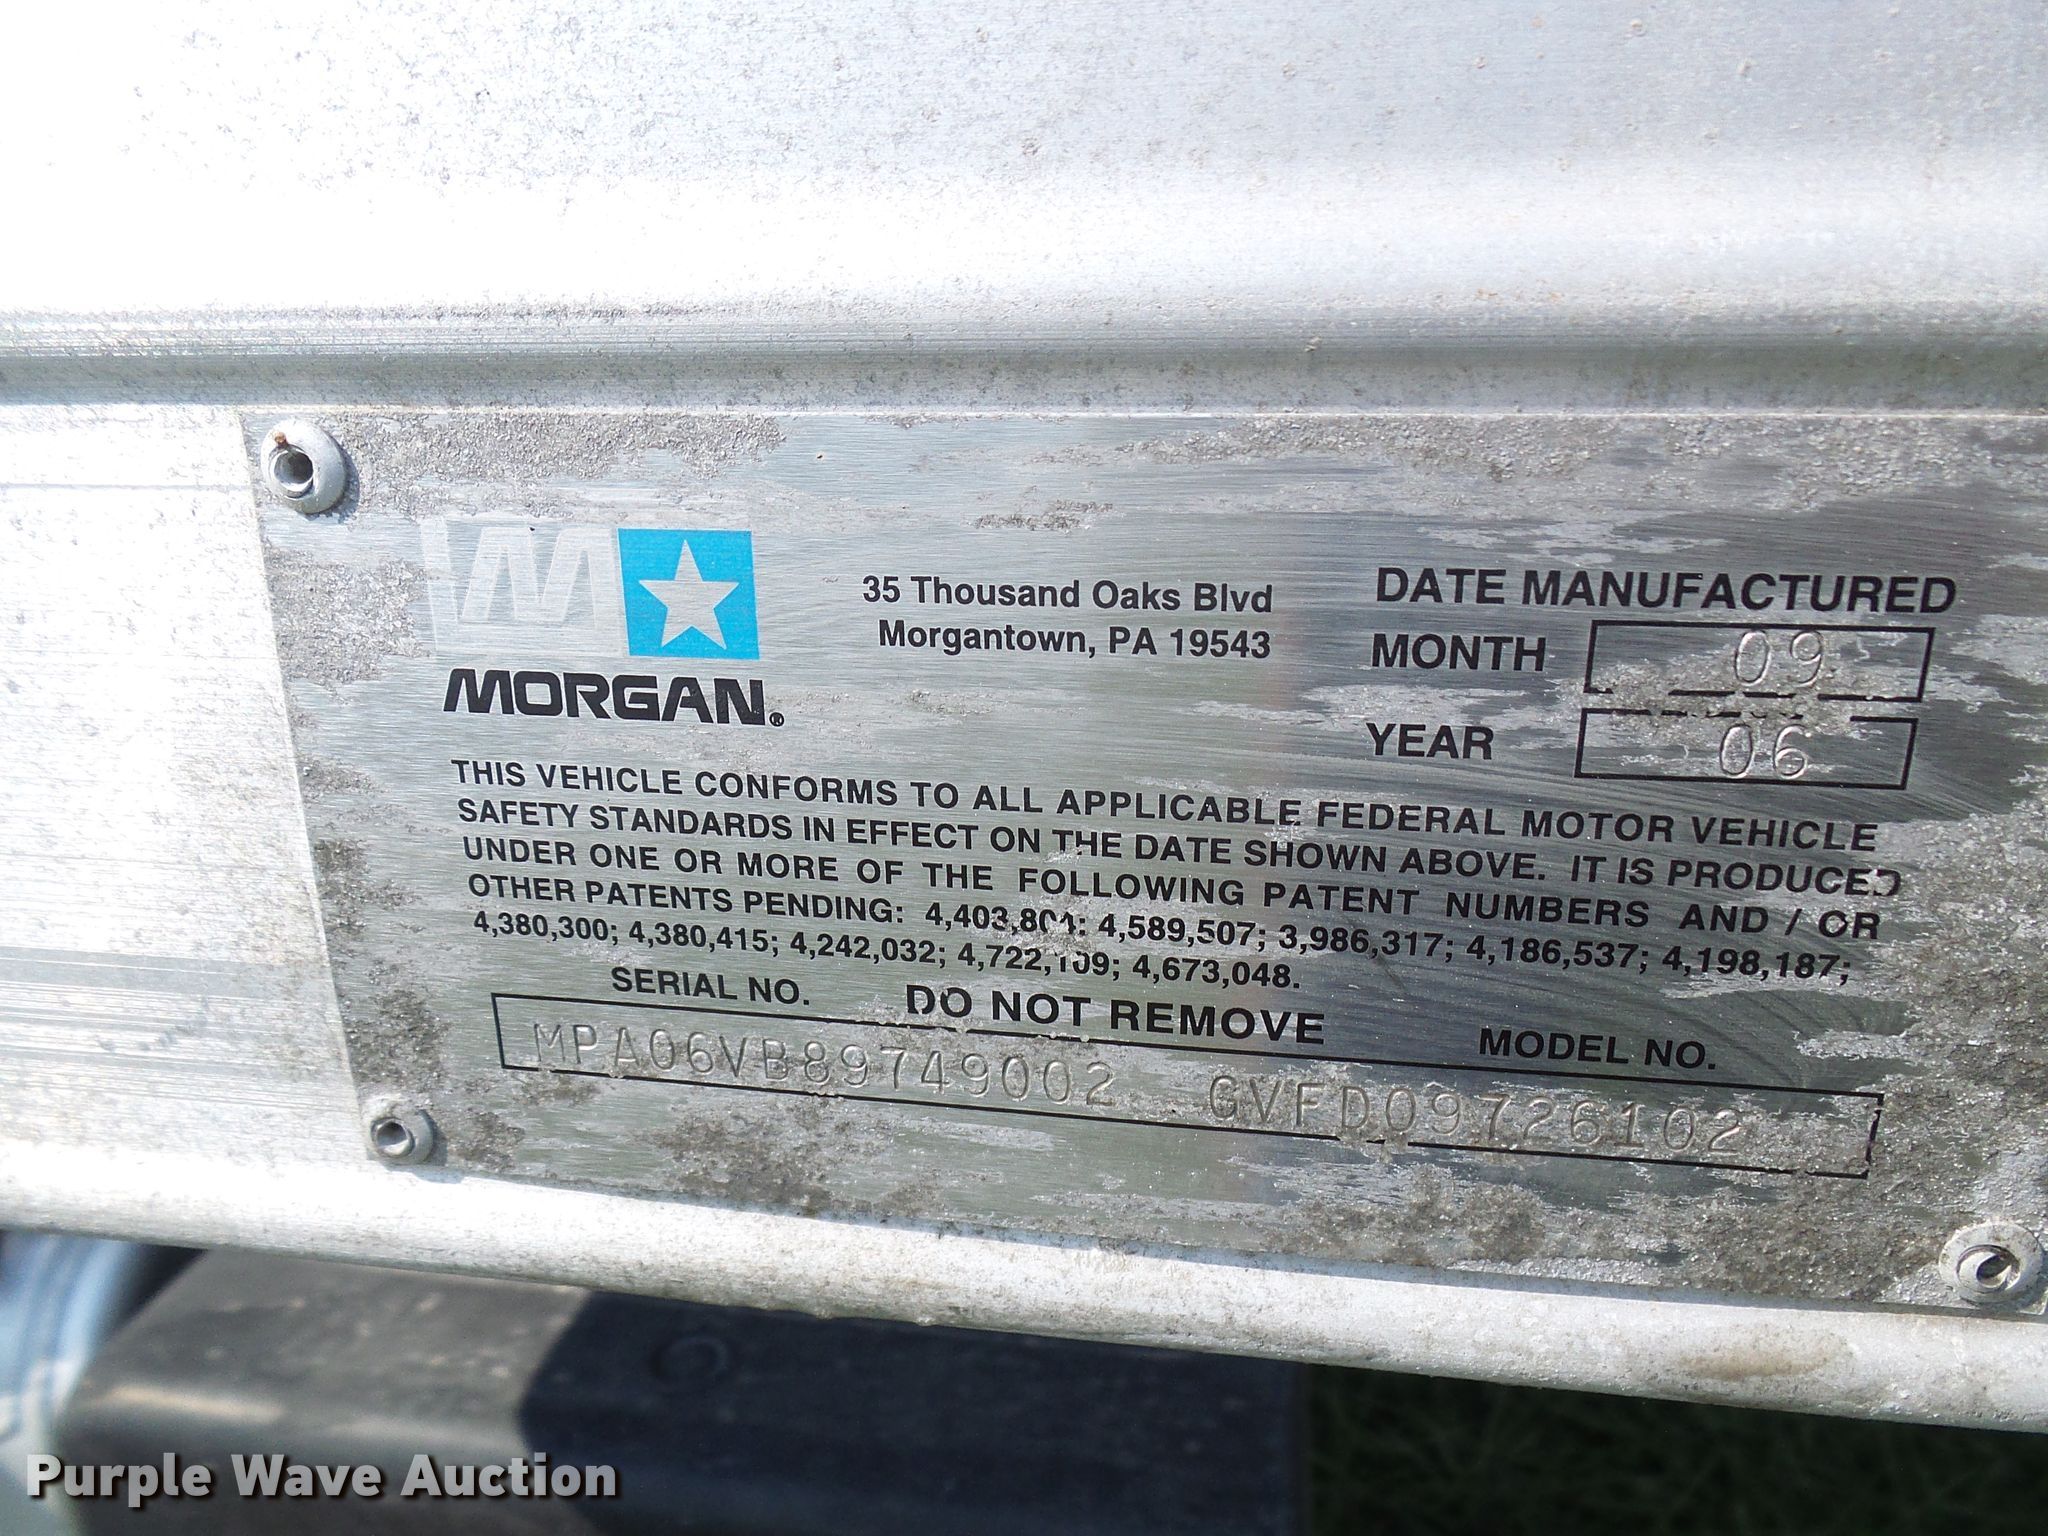 MORGAN®
35 Thousand Oaks Blvd
Morgantown, PA 19543
DATE MANUFACTURED
MONTH 09
YEAR 06
THIS VEHICLE CONFORMS TO ALL APPLICABLE FEDERAL MOTOR VEHICLE
SAFETY STANDARDS IN EFFECT ON THE DATE SHOWN ABOVE. IT IS PRODUCED
UNDER ONE OR MORE OF THE FOLLOWING PATENT NUMBERS AND / OR
OTHER PATENTS PENDING: 4,403,804; 4,589,507; 3,986,317; 4,186,537; 4,198,187;
4,380,300; 4,380,415; 4,242,032; 4,722,109; 4,673,048.
SERIAL NO. DO NOT REMOVE MODEL NO.
MPA06VB89749002 GVFD09726102
Purple Wave Auction